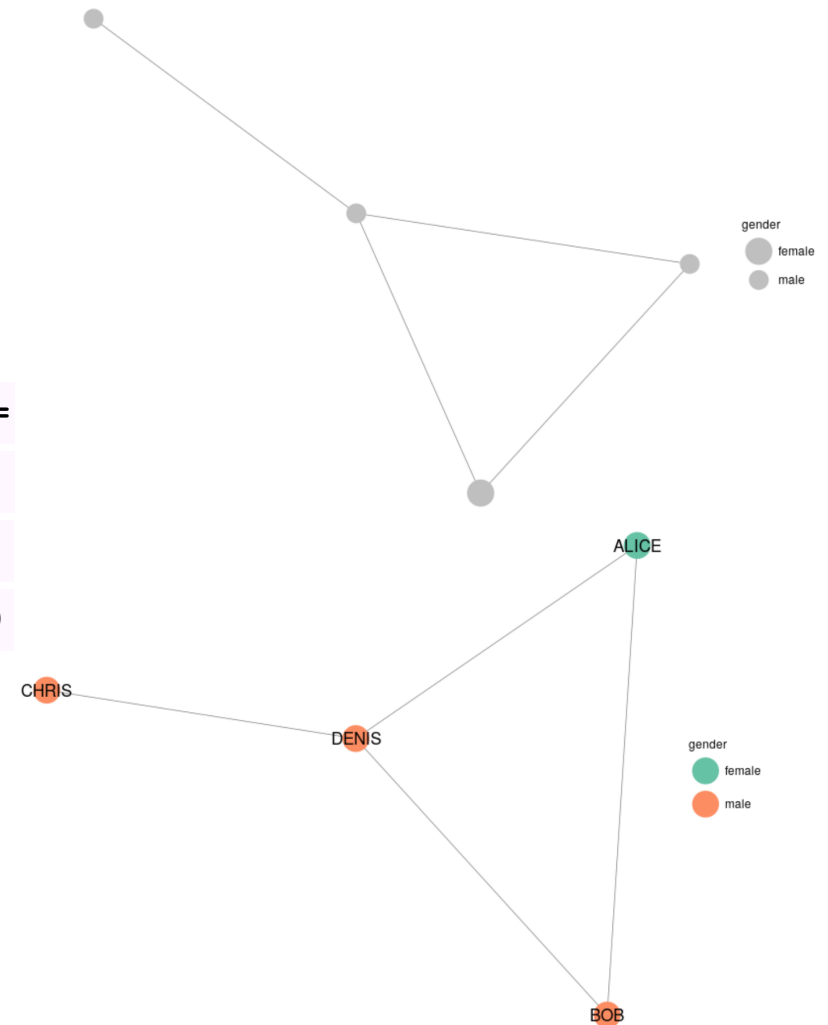 gender
female
male
=
)
ALICE
CHRIS
DENIS
gender
female
male
BOB